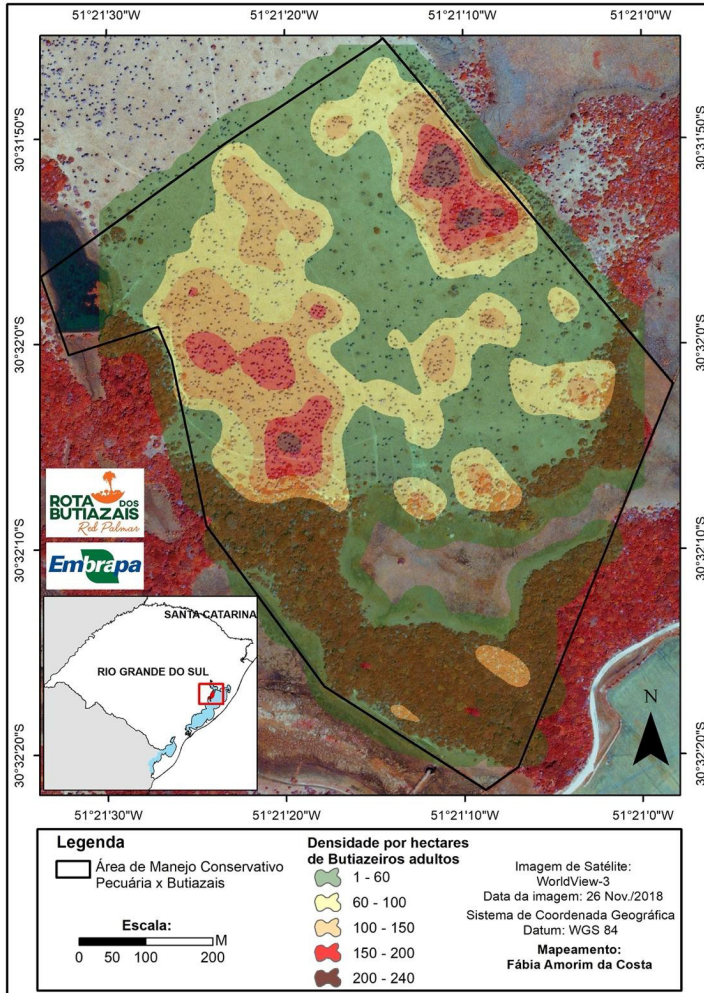 51°21'30"W 51°21'20"W 51°21'10"W 51°21'0"W
30°31'50"S 30°31'50"S
30°32'0"S 30°32'0"S
30°32'10"S 30°32'10"S
30°32'20"S 30°32'20"S
ROTA DOS
BUTIAZAIS
Red Palmar
Embrapa
SANTA CATARINA
RIO GRANDE DO SUL
N
51°21'30"W 51°21'20"W 51°21'10"W 51°21'0"W
Legenda
Área de Manejo Conservativo
Pecuária x Butiazais
Escala:
M
0 50 100 200
Densidade por hectares
de Butiazeiros adultos
1 - 60
60 - 100
100 - 150
150 - 200
200 - 240
Imagem de Satélite:
WorldView-3
Data da imagem: 26 Nov./2018
Sistema de Coordenada Geográfica
Datum: WGS 84
Mapeamento:
Fábia Amorim da Costa